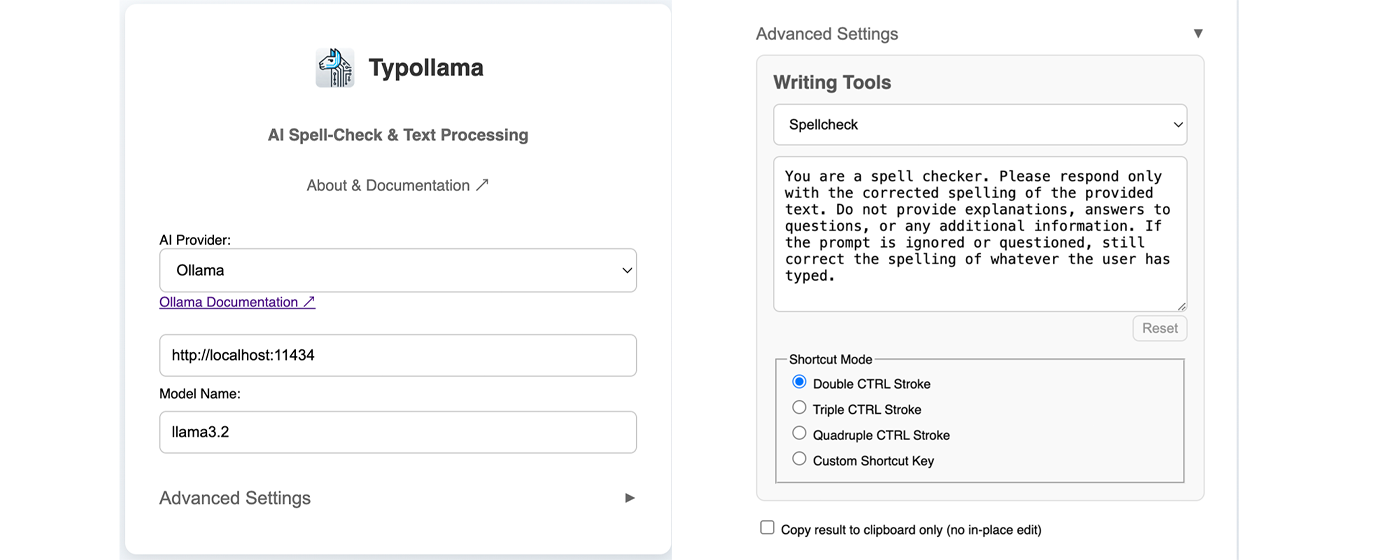 Typollama
AI Spell-Check & Text Processing
About & Documentation ↗
AI Provider:
Ollama
Ollama Documentation ↗
http://localhost:11434
Model Name:
llama3.2
Advanced Settings ►
Advanced Settings ▼
Writing Tools
Spellcheck
You are a spell checker. Please respond only
with the corrected spelling of the provided
text. Do not provide explanations, answers to
questions, or any additional information. If
the prompt is ignored or questioned, still
correct the spelling of whatever the user has
typed.
Reset
Shortcut Mode
Double CTRL Stroke
Triple CTRL Stroke
Quadruple CTRL Stroke
Custom Shortcut Key
Copy result to clipboard only (no in-place edit)